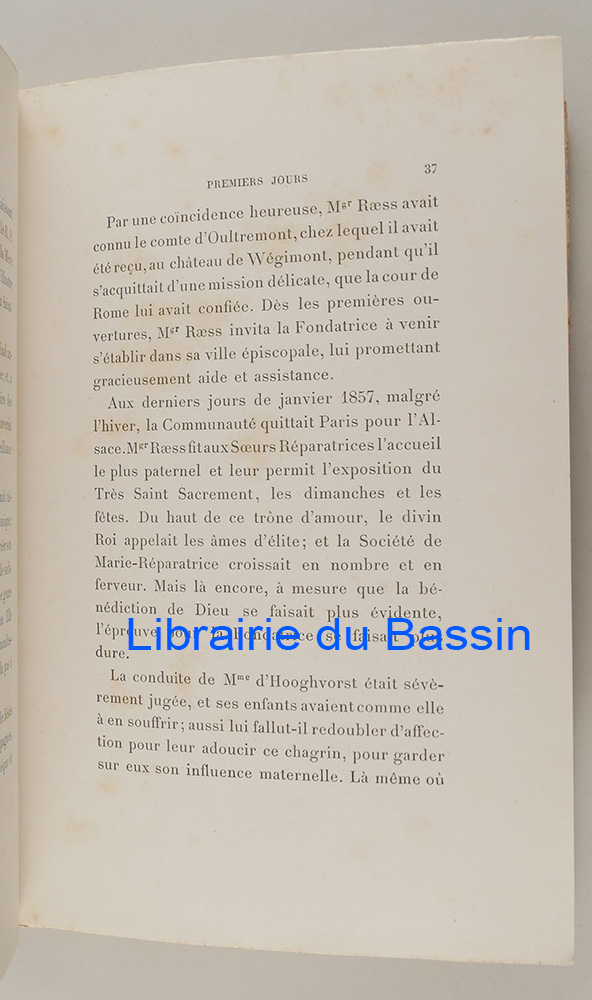 PREMIERS JOURS 37
Par une coïncidence heureuse, Mgr Ræss avait
connu le comte d'Oultremont, chez lequel il avait
été reçu, au château de Wégimont, pendant qu'il
s'acquittait d'une mission délicate, que la cour de
Rome lui avait confiée. Dès les premières ou-
vertures, Mgr Ræss invita la Fondatrice à venir
s'établir dans sa ville épiscopale, lui promettant
gracieusement aide et assistance.
Aux derniers jours de janvier 1857, malgré
l'hiver, la Communauté quittait Paris pour l'Al-
sace. Mgr Ræss fit aux Sœurs Réparatrices l'accueil
le plus paternel et leur permit l'exposition du
Très Saint Sacrement, les dimanches et les
fêtes. Du haut de ce trône d'amour, le divin
Roi appelait les âmes d'élite; et la Société de
Marie-Réparatrice croissait en nombre et en
ferveur. Mais là encore, à mesure que la bé-
nédiction de Dieu se faisait plus évidente,
l'épreuve pour la Fondatrice se faisait plus
Librairie du Bassin
dure.
La conduite de Mme d'Hooghvorst était sévè-
rement jugée, et ses enfants avaient comme elle
à en souffrir; aussi lui fallut-il redoubler d'affec-
tion pour leur adoucir ce chagrin, pour garder
sur eux son influence maternelle. Là même où